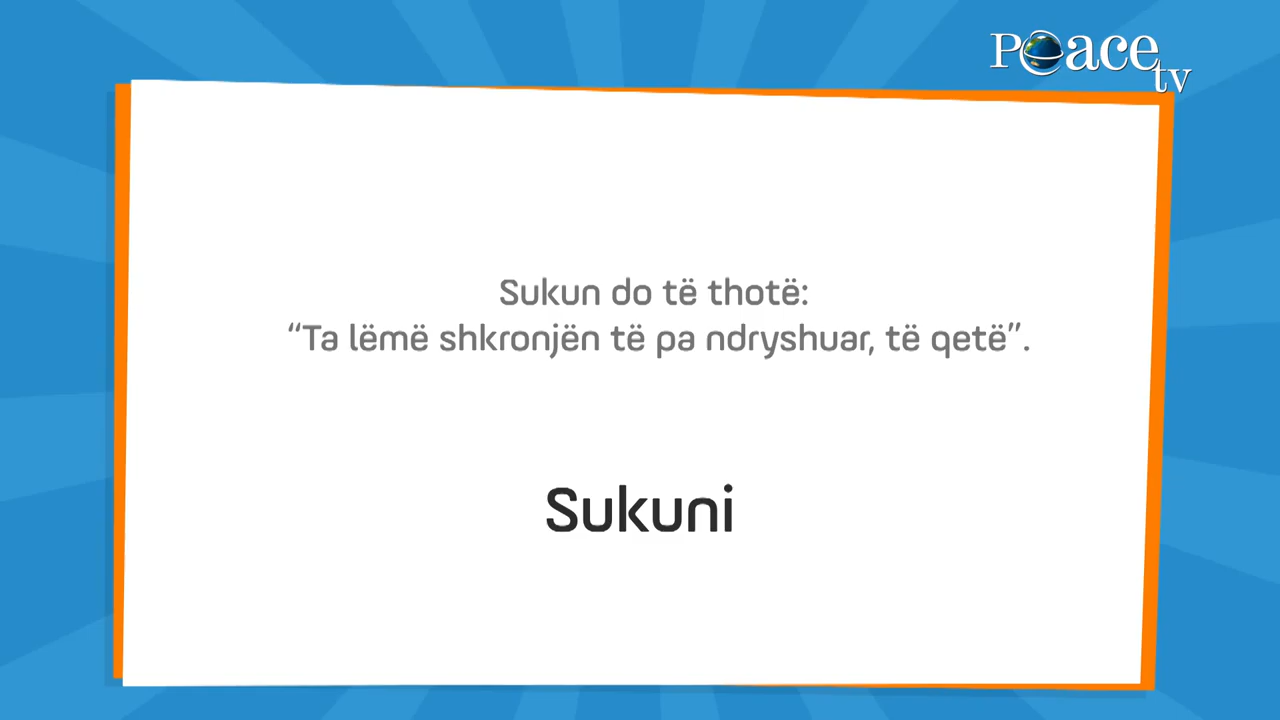 Peace tv
Sukun do të thotë:
“Ta lëmë shkronjën të pa ndryshuar, të qetë”.
Sukuni